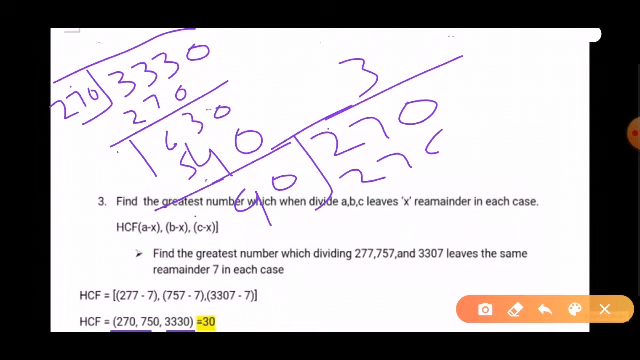 3
270 3330 270
270 270
630
540
90
3. Find the greatest number which when divide a,b,c leaves 'x' reamainder in each case.
HCF(a-x), (b-x), (c-x)]
➢ Find the greatest number which dividing 277,757,and 3307 leaves the same
reamainder 7 in each case
HCF = [(277 - 7), (757 - 7),(3307 - 7)]
HCF = (270, 750, 3330) =30